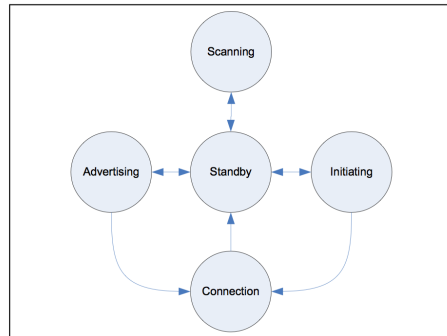 Scanning
Advertising
Standby
Initiating
Connection